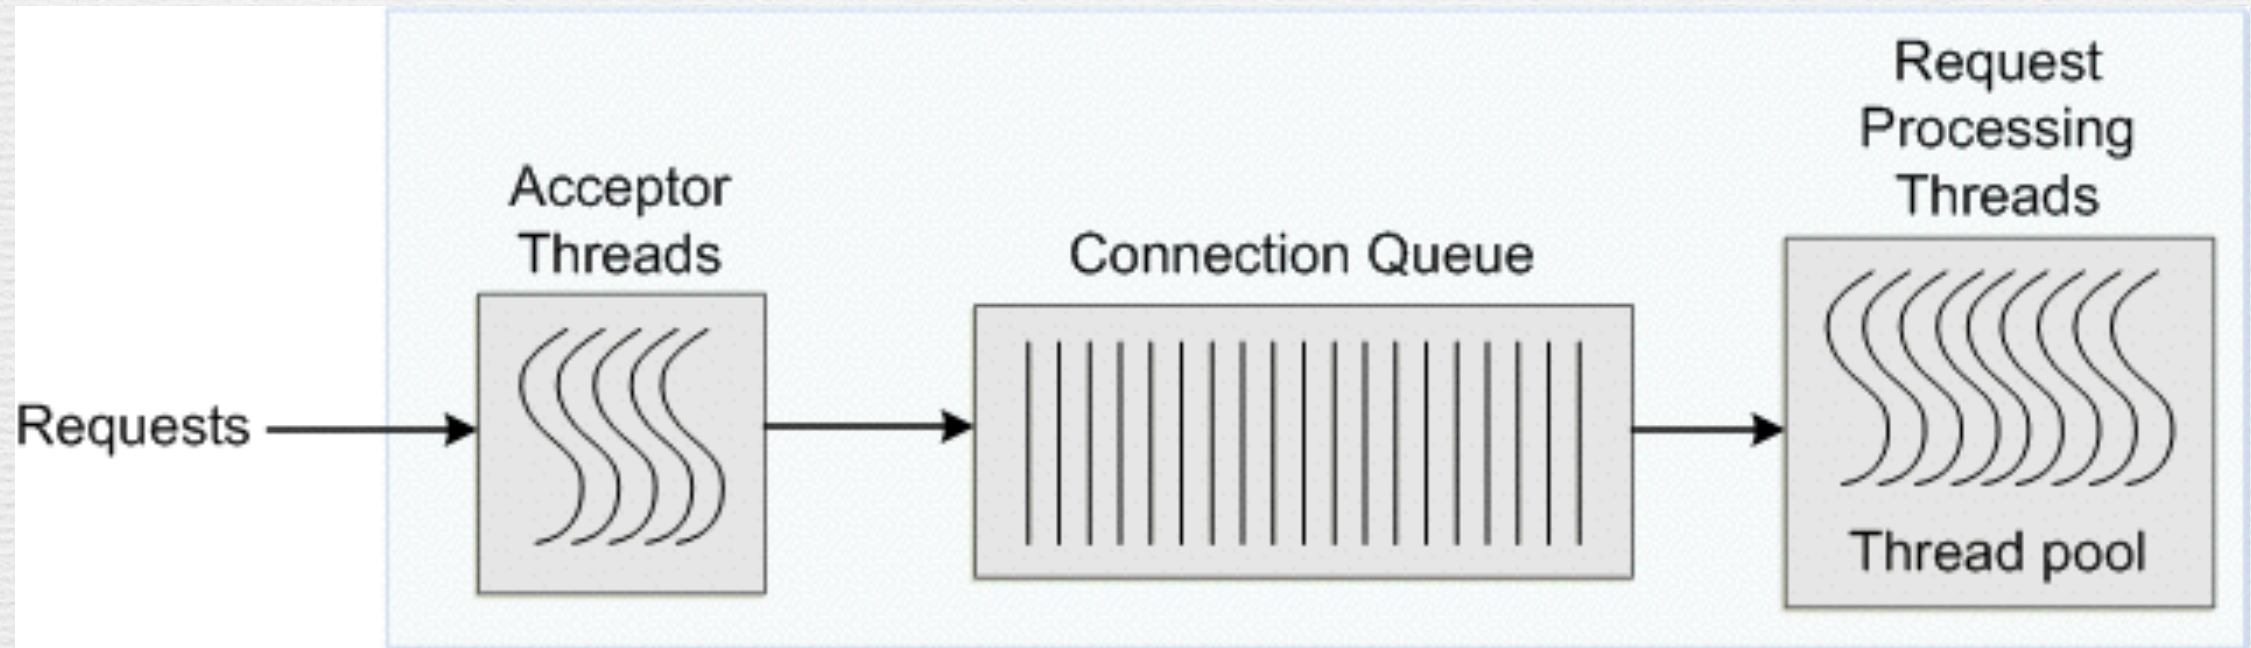 Requests
Acceptor
Threads
Connection Queue
Request
Processing
Threads
Thread pool